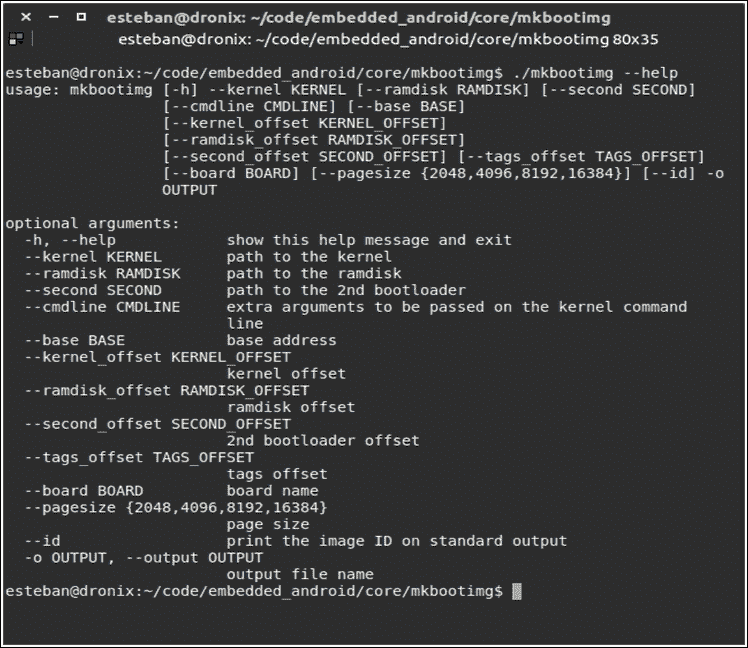 esteban@dronix: ~/code/embedded_android/core/mkbootimg
esteban@dronix: ~/code/embedded_android/core/mkbootimg 80x35
esteban@dronix:~/code/embedded_android/core/mkbootimg$ ./mkbootimg --help
usage: mkbootimg [-h] --kernel KERNEL [--ramdisk RAMDISK] [--second SECOND]
[--cmdline CMDLINE] [--base BASE]
[--kernel_offset KERNEL_OFFSET]
[--ramdisk_offset RAMDISK_OFFSET]
[--second_offset SECOND_OFFSET] [--tags_offset TAGS_OFFSET]
[--board BOARD] [--pagesize {2048,4096,8192,16384}] [--id] -o
OUTPUT
optional arguments:
-h, --help show this help message and exit
--kernel KERNEL path to the kernel
--ramdisk RAMDISK path to the ramdisk
--second SECOND path to the 2nd bootloader
--cmdline CMDLINE extra arguments to be passed on the kernel command
line
--base BASE base address
--kernel_offset KERNEL_OFFSET
kernel offset
--ramdisk_offset RAMDISK_OFFSET
ramdisk offset
--second_offset SECOND_OFFSET
2nd bootloader offset
--tags_offset TAGS_OFFSET
tags offset
--board BOARD board name
--pagesize {2048,4096,8192,16384}
page size
--id print the image ID on standard output
-o OUTPUT, --output OUTPUT
output file name
esteban@dronix:~/code/embedded_android/core/mkbootimg$